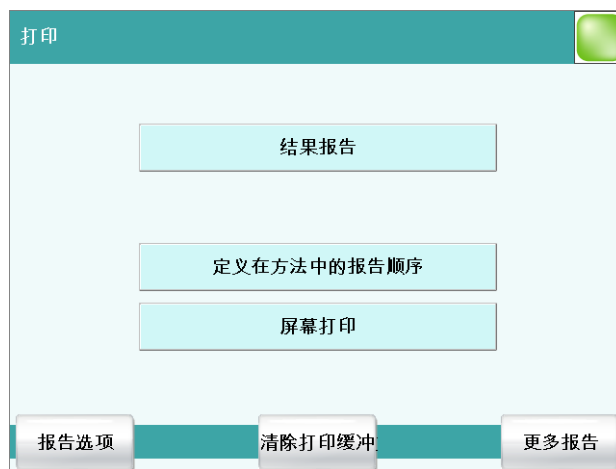 打印
结果报告
定义在方法中的报告顺序
屏幕打印
报告选项
清除打印缓冲
更多报告